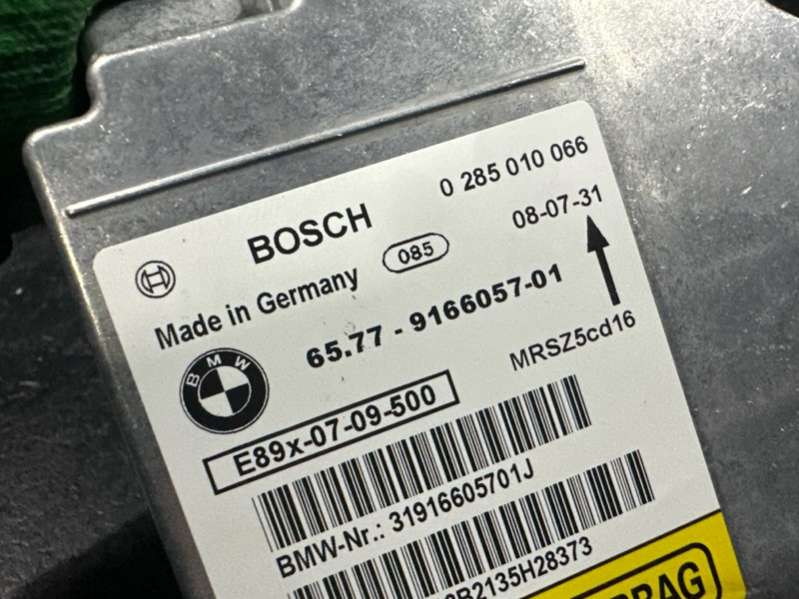 0 285 010 066
BOSCH
08-07-31
Made in Germany
085
65.77 - 9166057-01
BMW
MRSZ5cd16
E89x-07-09-500
BMW-Nr.: 31916605701J